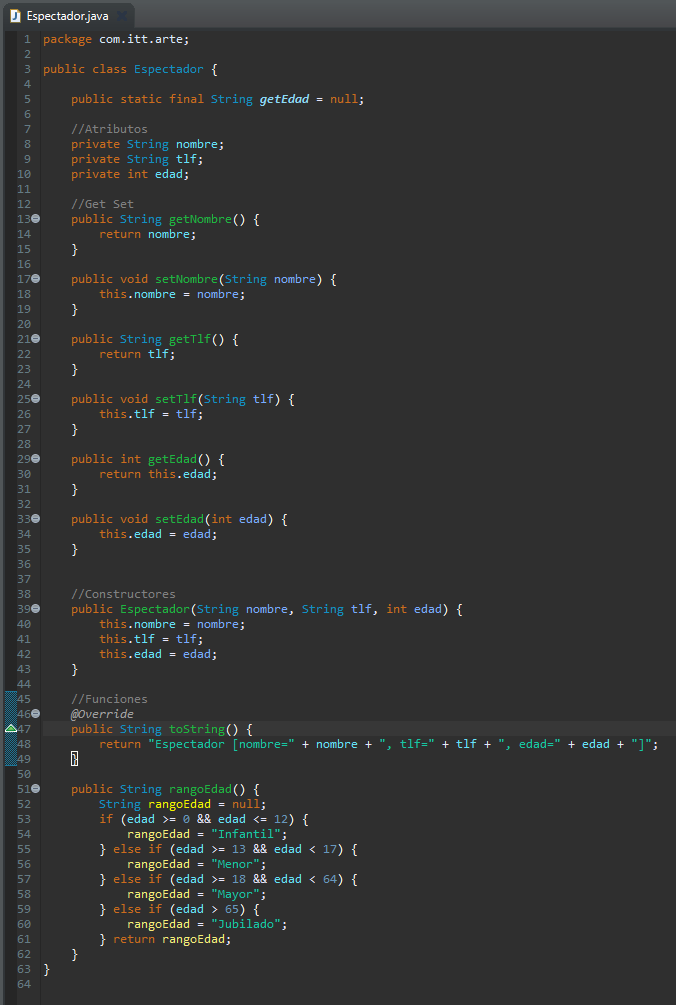 Espectador.java
1 package com.itt.arte;
2
3 public class Espectador {
4
5     public static final String getEdad = null;
6
7     //Atributos
8     private String nombre;
9     private String tlf;
10     private int edad;
11
12     //Get Set
13     public String getNombre() {
14         return nombre;
15     }
16
17     public void setNombre(String nombre) {
18         this.nombre = nombre;
19     }
20
21     public String getTlf() {
22         return tlf;
23     }
24
25     public void setTlf(String tlf) {
26         this.tlf = tlf;
27     }
28
29     public int getEdad() {
30         return this.edad;
31     }
32
33     public void setEdad(int edad) {
34         this.edad = edad;
35     }
36
37
38     //Constructores
39     public Espectador(String nombre, String tlf, int edad) {
40         this.nombre = nombre;
41         this.tlf = tlf;
42         this.edad = edad;
43     }
44
45     //Funciones
46     @Override
47     public String toString() {
48         return "Espectador [nombre=" + nombre + ", tlf=" + tlf + ", edad=" + edad + "]";
49     }
50
51     public String rangoEdad() {
52         String rangoEdad = null;
53         if (edad >= 0 && edad <= 12) {
54             rangoEdad = "Infantil";
55         } else if (edad >= 13 && edad < 17) {
56             rangoEdad = "Menor";
57         } else if (edad >= 18 && edad < 64) {
58             rangoEdad = "Mayor";
59         } else if (edad > 65) {
60             rangoEdad = "Jubilado";
61         } return rangoEdad;
62     }
63 }
64